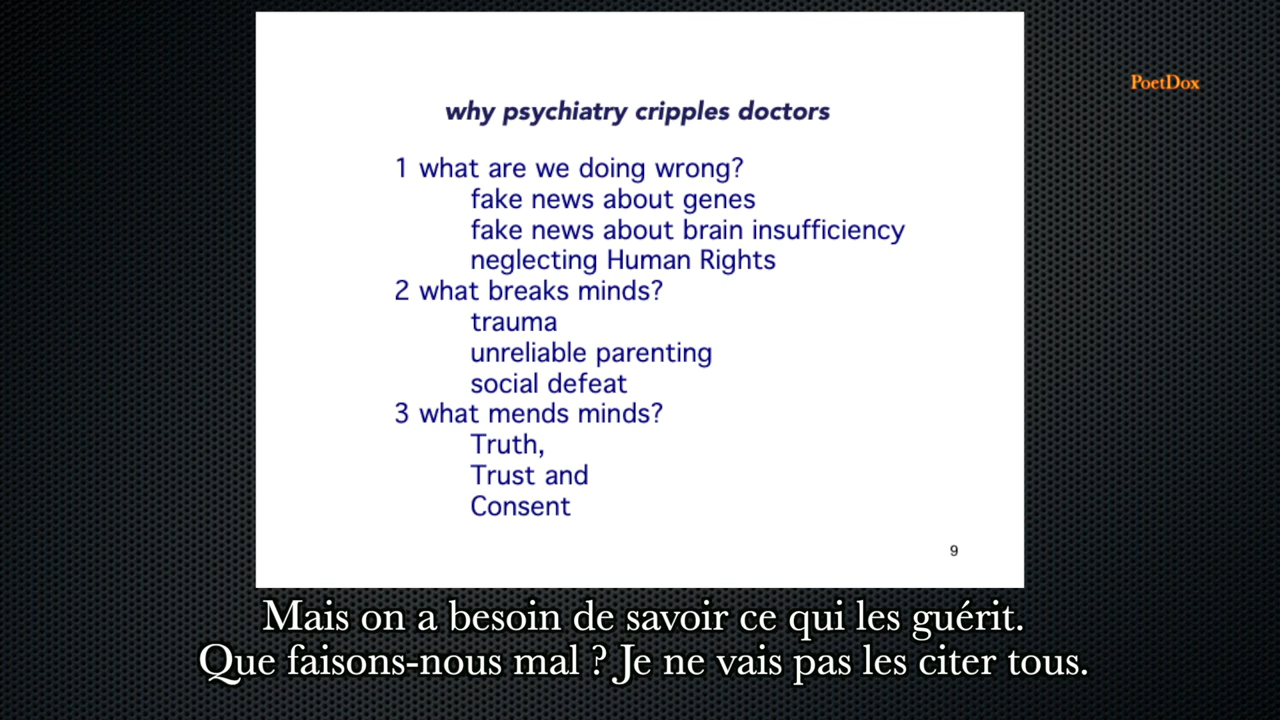 PoetDox
why psychiatry cripples doctors
1 what are we doing wrong?
fake news about genes
fake news about brain insufficiency
neglecting Human Rights
2 what breaks minds?
trauma
unreliable parenting
social defeat
3 what mends minds?
Truth,
Trust and
Consent
9
Mais on a besoin de savoir ce qui les guérit.
Que faisons-nous mal ? Je ne vais pas les citer tous.